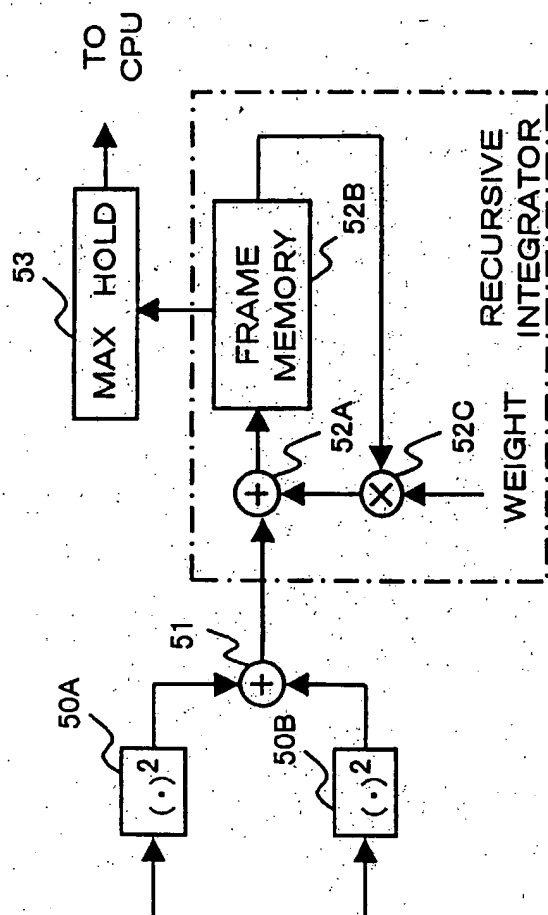 50A
(·)²
50B
(·)²
51
RECURSIVE
INTEGRATOR
WEIGHT
52A
52C
FRAME
MEMORY
52B
53
MAX HOLD
TO
CPU